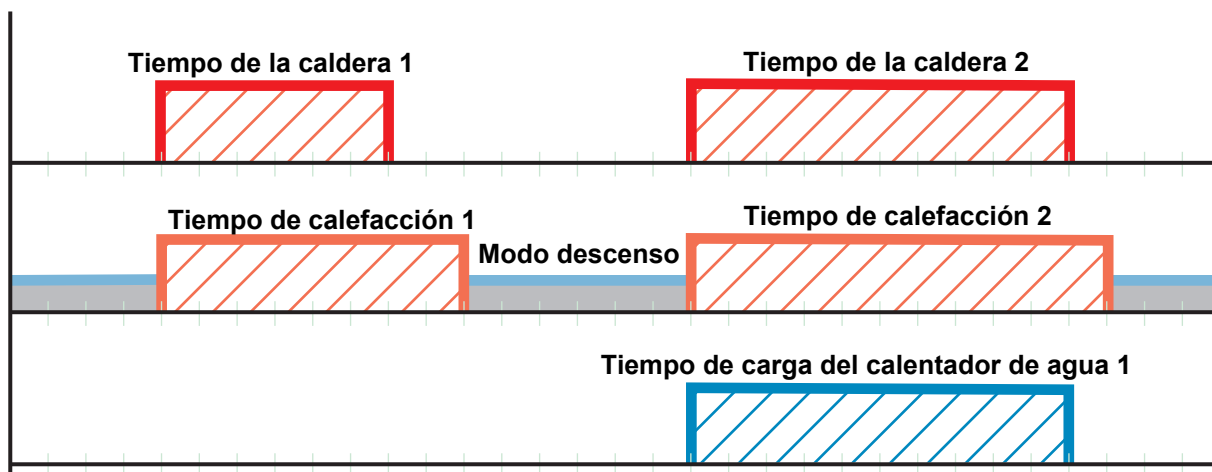 Tiempo de la caldera 1
Tiempo de la caldera 2
Tiempo de calefacción 1
Modo descenso
Tiempo de calefacción 2
Tiempo de carga del calentador de agua 1